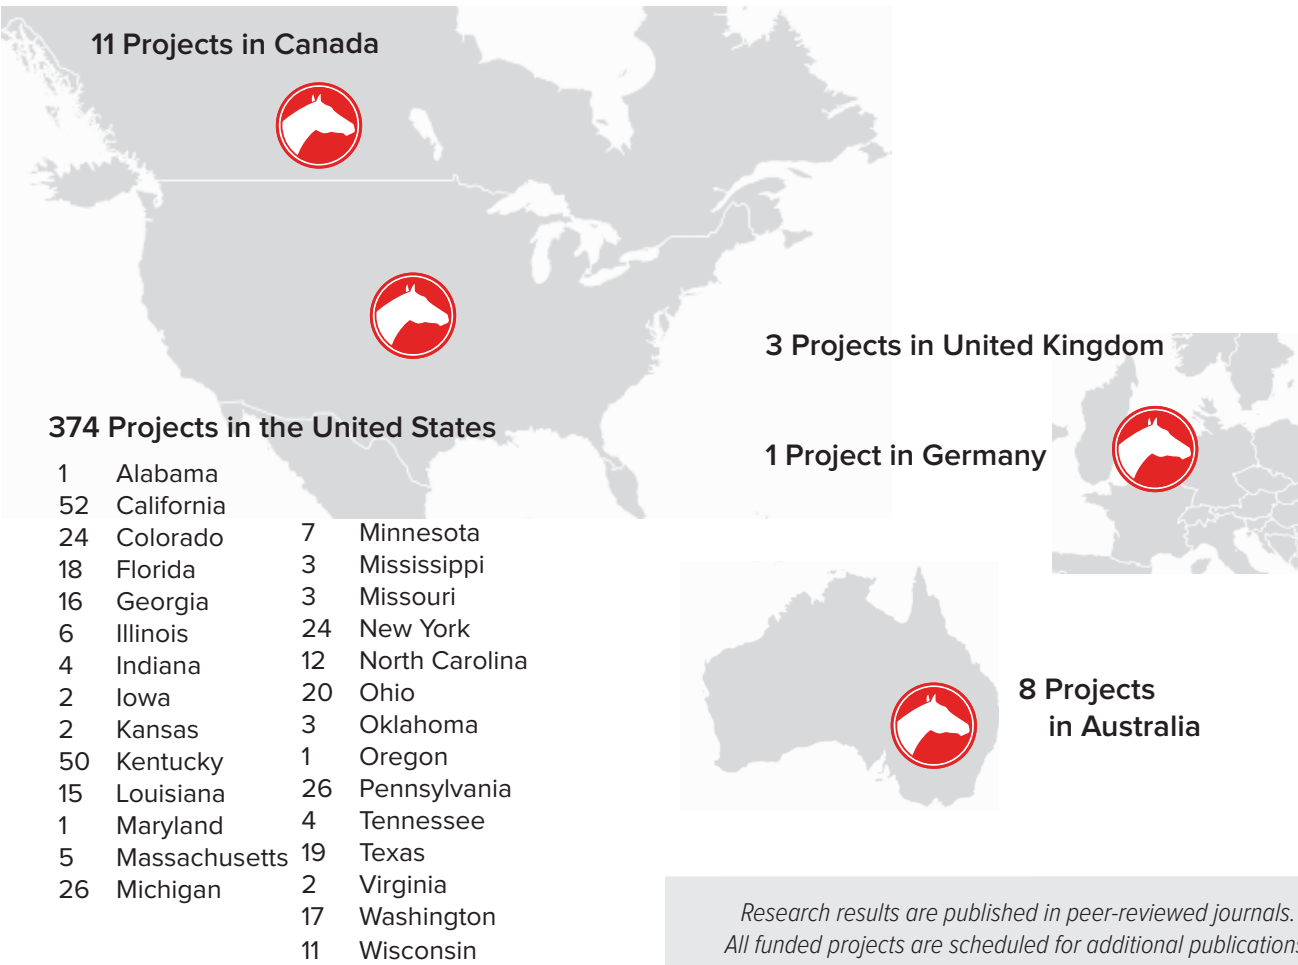 11 Projects in Canada
374 Projects in the United States
1 Alabama
52 California
24 Colorado
18 Florida
16 Georgia
6 Illinois
4 Indiana
2 Iowa
2 Kansas
50 Kentucky
15 Louisiana
1 Maryland
5 Massachusetts
26 Michigan
7 Minnesota
3 Mississippi
3 Missouri
24 New York
12 North Carolina
20 Ohio
3 Oklahoma
1 Oregon
26 Pennsylvania
4 Tennessee
19 Texas
2 Virginia
17 Washington
11 Wisconsin
3 Projects in United Kingdom
1 Project in Germany
8 Projects
in Australia
Research results are published in peer-reviewed journals.
All funded projects are scheduled for additional publications